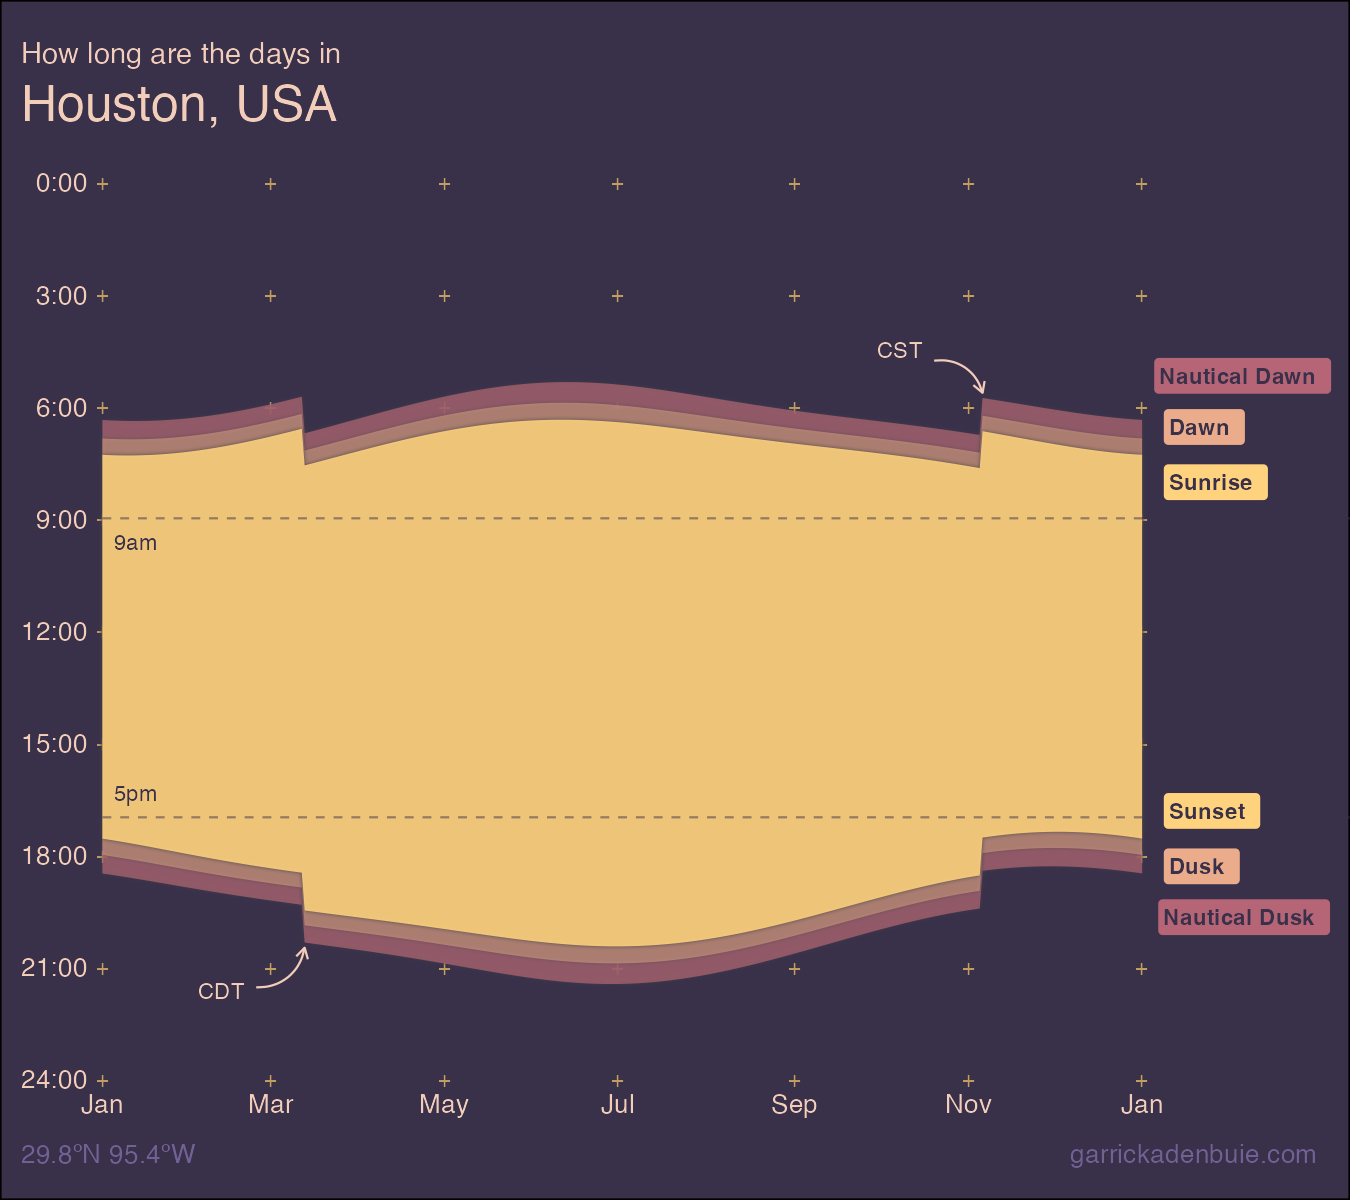 How long are the days in
Houston, USA
0:00
3:00
CST
Nautical Dawn
6:00
Dawn
Sunrise
9:00
9am
12:00
15:00
5pm
Sunset
18:00
Dusk
Nautical Dusk
21:00
CDT
24:00
Jan Mar May Jul Sep Nov Jan
29.8°N 95.4°W
garrickadenbuie.com